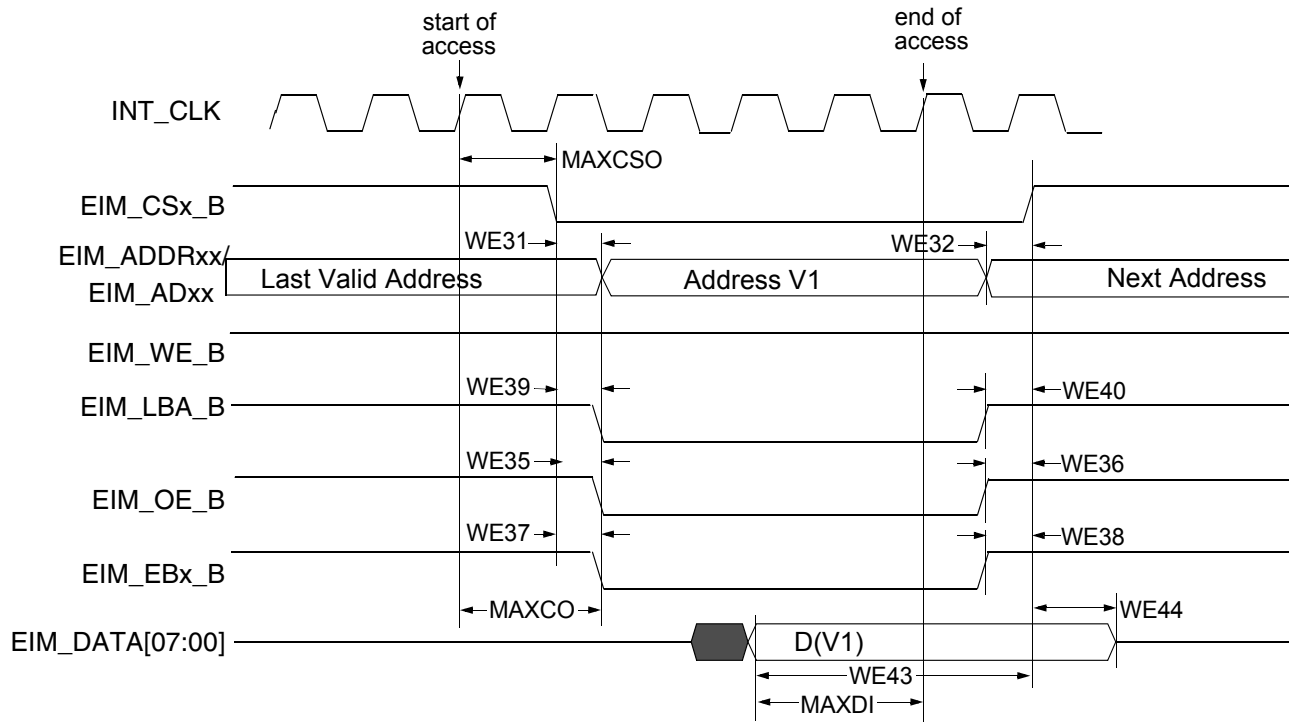 start of
access
end of
access
INT_CLK
MAXCSO
EIM_CSx_B
WE31
WE32
EIM_ADDRxx/
EIM_ADxx
Last Valid Address
Address V1
Next Address
EIM_WE_B
WE39
WE40
EIM_LBA_B
WE35
WE36
EIM_OE_B
WE37
WE38
EIM_EBx_B
MAXCO
WE44
EIM_DATA[07:00]
D(V1)
WE43
MAXDI